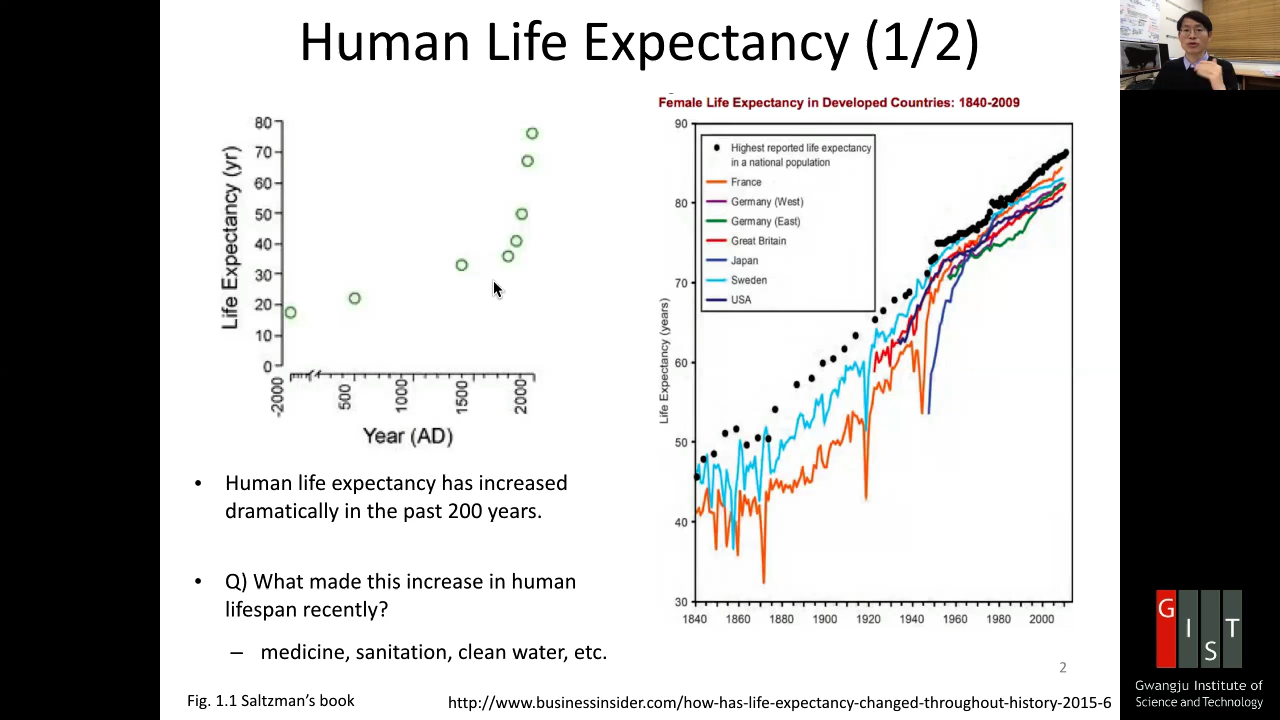 Human Life Expectancy (1/2)
Life Expectancy (yr)
80
70
60
50
40
30
20
10
0
-2000
500
1000
1500
2000
Year (AD)
Female Life Expectancy in Developed Countries: 1840-2009
Life Expectancy (years)
90
80
70
60
50
40
30
1840
1860
1880
1900
1920
1940
1960
1980
2000
Highest reported life expectancy
in a national population
France
Germany (West)
Germany (East)
Great Britain
Japan
Sweden
USA
• Human life expectancy has increased
dramatically in the past 200 years.
• Q) What made this increase in human
lifespan recently?
– medicine, sanitation, clean water, etc.
2
Fig. 1.1 Saltzman's book
http://www.businessinsider.com/how-has-life-expectancy-changed-throughout-history-2015-6
GIST
Gwangju Institute of
Science and Technology